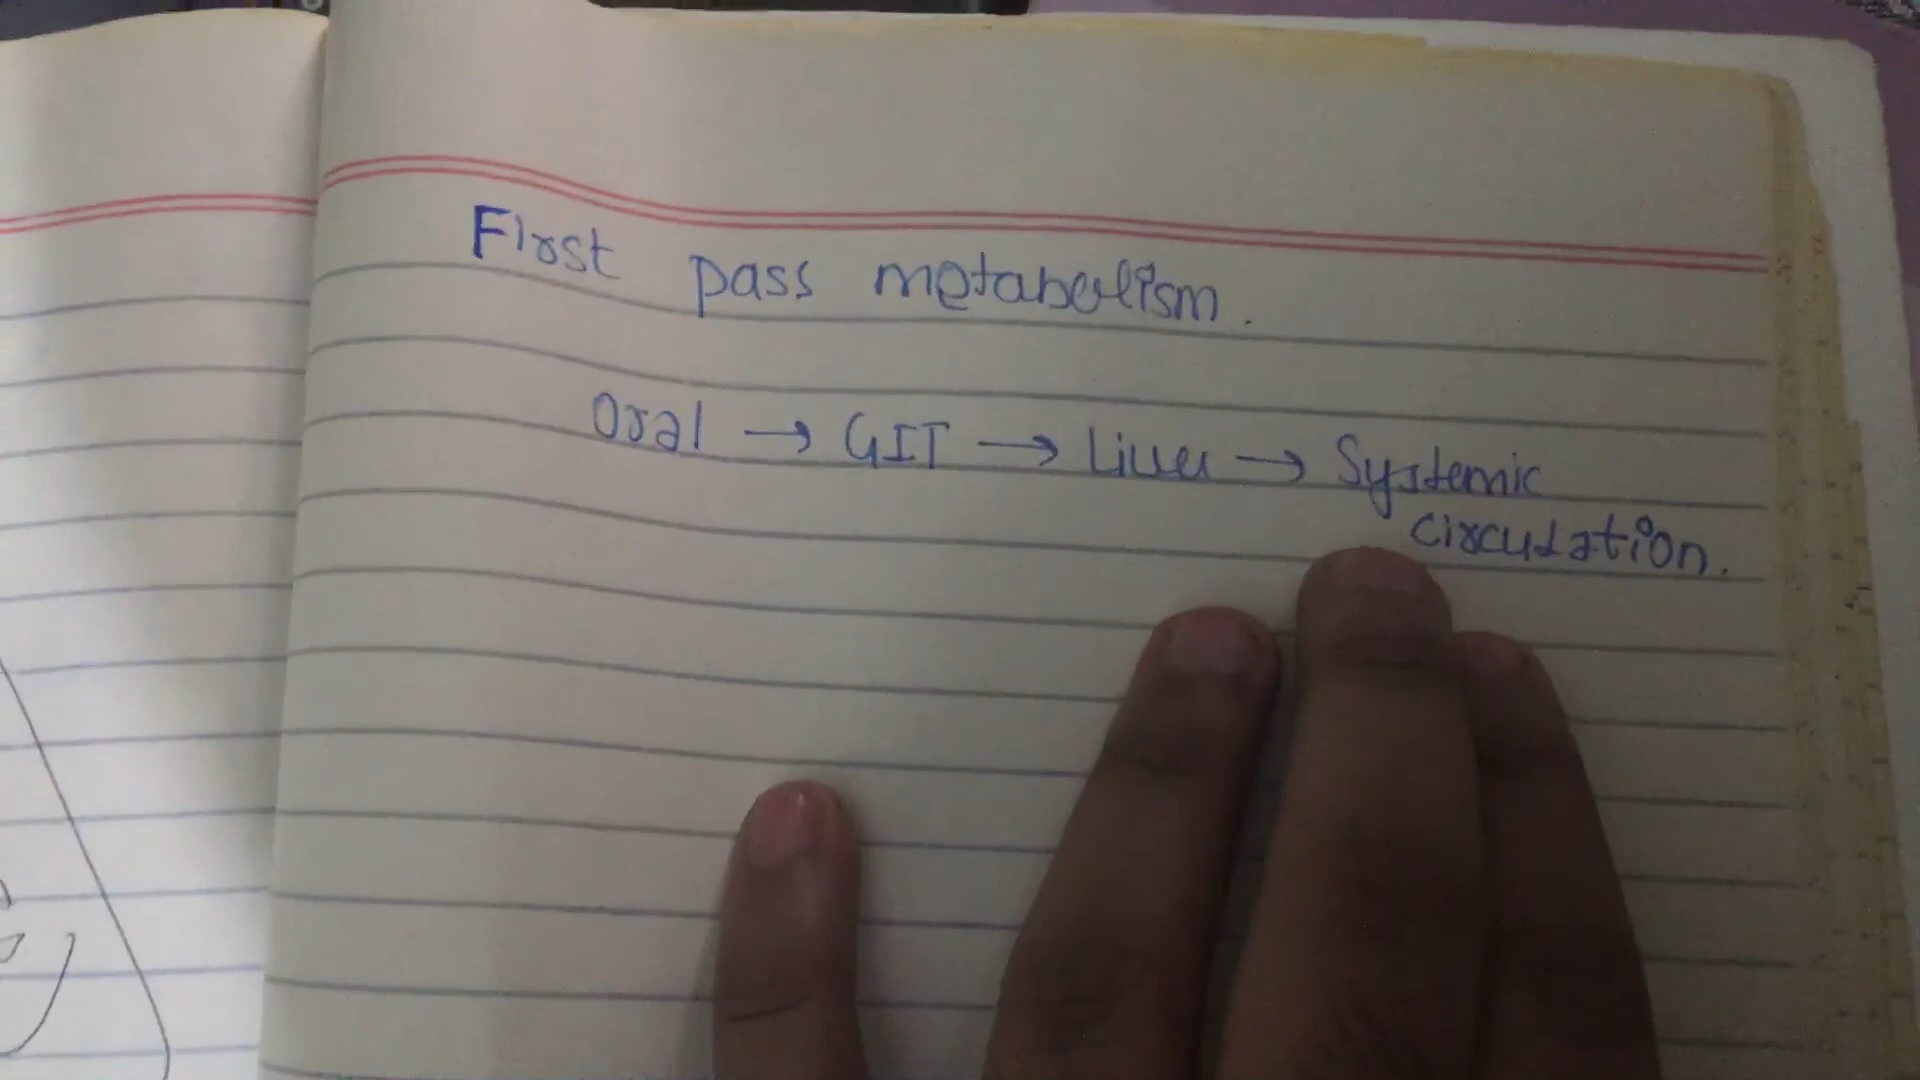 First pass metabolism.
Oral → GIT → Liver → Systemic
circulation.